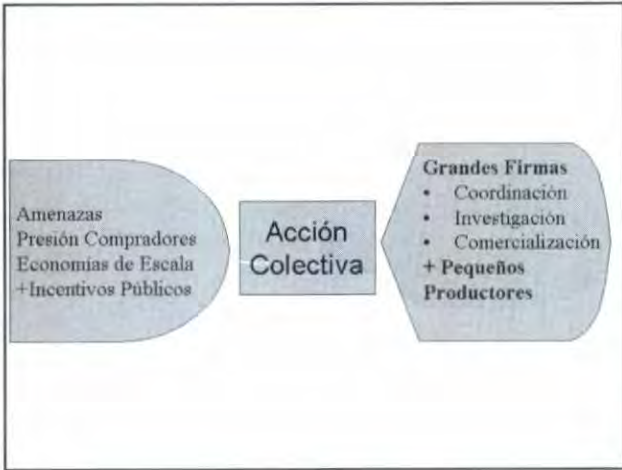 Amenazas
Presión Compradores
Economías de Escala
+Incentivos Públicos
Acción
Colectiva
Grandes Firmas
• Coordinación
• Investigación
• Comercialización
+ Pequeños
Productores